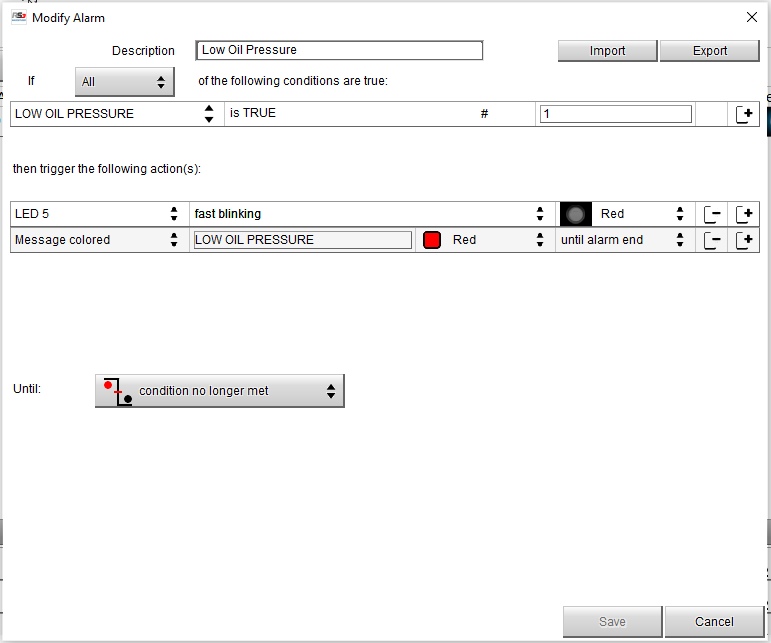 Modify Alarm
Description Low Oil Pressure Import Export
If All of the following conditions are true:
LOW OIL PRESSURE is TRUE # 1
then trigger the following action(s):
LED 5 fast blinking Red
Message colored LOW OIL PRESSURE Red until alarm end
Until: condition no longer met
Save Cancel